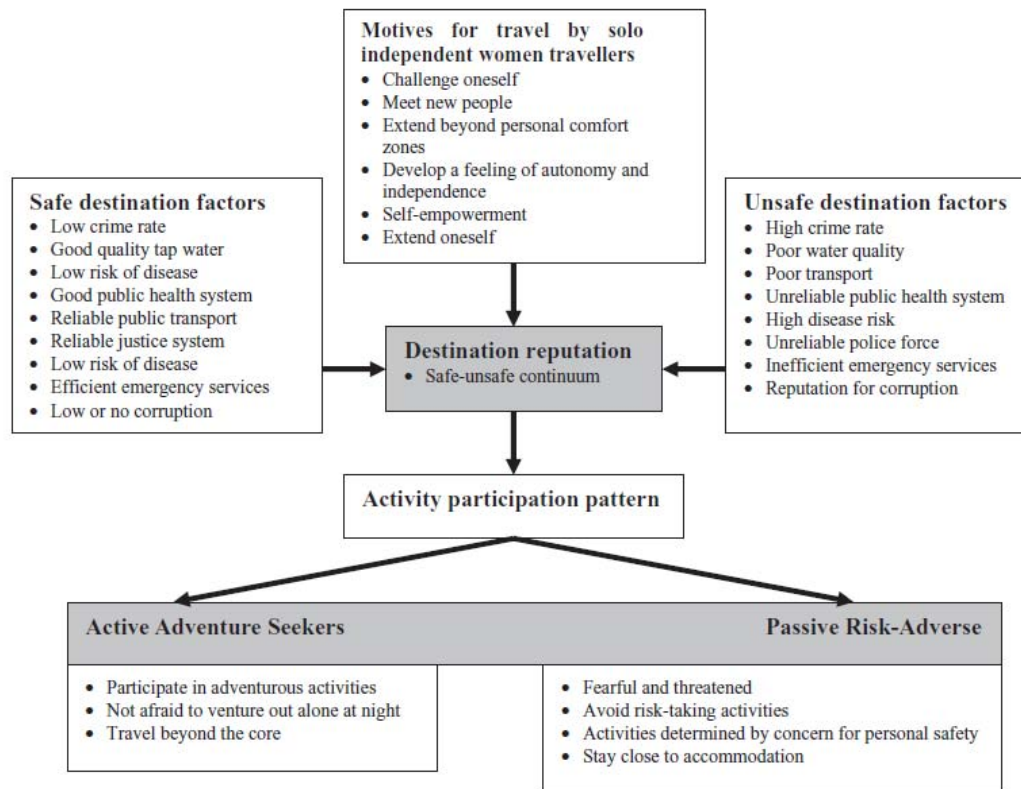 Motives for travel by solo
independent women travellers
• Challenge oneself
• Meet new people
• Extend beyond personal comfort
zones
• Develop a feeling of autonomy and
independence
• Self-empowerment
• Extend oneself
Safe destination factors
• Low crime rate
• Good quality tap water
• Low risk of disease
• Good public health system
• Reliable public transport
• Reliable justice system
• Low risk of disease
• Efficient emergency services
• Low or no corruption
Unsafe destination factors
• High crime rate
• Poor water quality
• Poor transport
• Unreliable public health system
• High disease risk
• Unreliable police force
• Inefficient emergency services
• Reputation for corruption
Destination reputation
• Safe-unsafe continuum
Activity participation pattern
Active Adventure Seekers
• Participate in adventurous activities
• Not afraid to venture out alone at night
• Travel beyond the core
Passive Risk-Adverse
• Fearful and threatened
• Avoid risk-taking activities
• Activities determined by concern for personal safety
• Stay close to accommodation